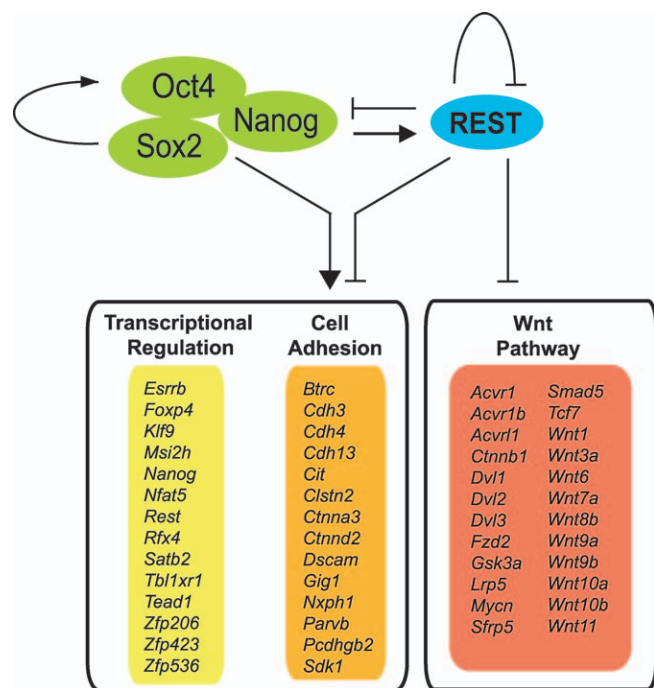 Oct4
Nanog
Sox2
REST
Transcriptional
Regulation
Esrrb
Foxp4
Klf9
Msi2h
Nanog
Nfat5
Rest
Rfx4
Satb2
Tbl1xr1
Tead1
Zfp206
Zfp423
Zfp536
Cell
Adhesion
Btrc
Cdh3
Cdh4
Cdh13
Cit
Clstn2
Ctnna3
Ctnnd2
Dscam
Gig1
Nxph1
Parvb
Pcdhgb2
Sdk1
Wnt
Pathway
Acvr1
Acvr1b
Acvrl1
Ctnnb1
Dvl1
Dvl2
Dvl3
Fzd2
Gsk3a
Lrp5
Mycn
Sfrp5
Smad5
Tcf7
Wnt1
Wnt3a
Wnt6
Wnt7a
Wnt8b
Wnt9a
Wnt9b
Wnt10a
Wnt10b
Wnt11